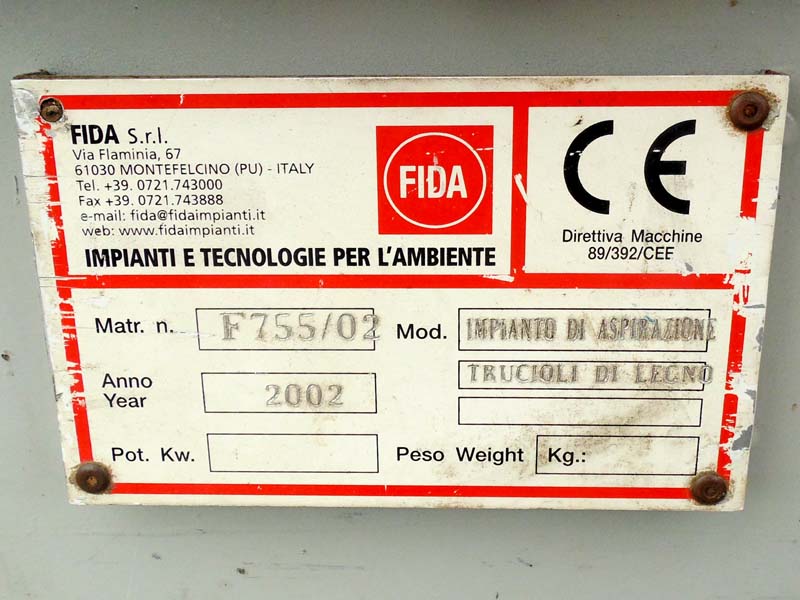 FIDA S.r.l.
Via Flaminia, 67
61030 MONTEFELCINO (PU) - ITALY
Tel. +39. 0721.743000
Fax +39. 0721.743888
e-mail: fida@fidaimpianti.it
web: www.fidaimpianti.it
FIDA
IMPIANTI E TECNOLOGIE PER L'AMBIENTE
CE
Direttiva Macchine
89/392/CEE
Matr. n. F755/02
Mod. IMPIANTO DI ASPIRAZIONE
TRUCIOLI DI LEGNO
Anno
Year 2002
Pot. Kw.
Peso Weight Kg.: